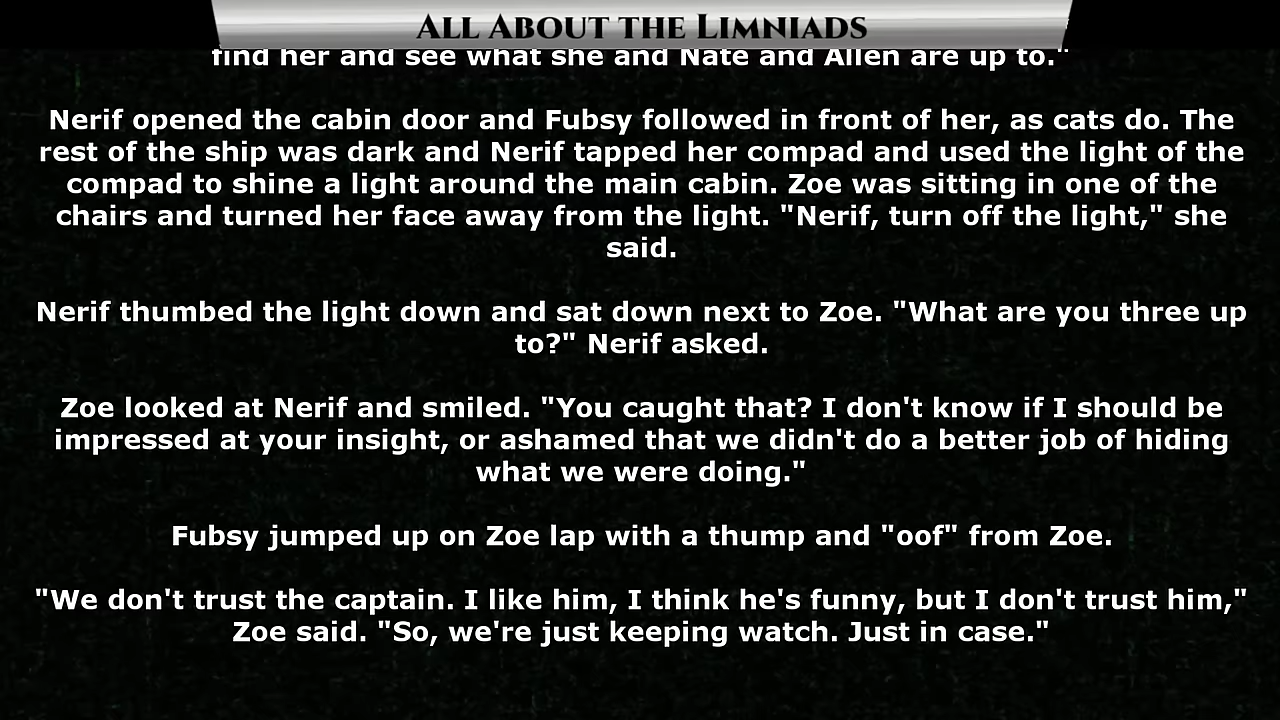 All About the Limniads
find her and see what she and Nate and Allen are up to."
Nerif opened the cabin door and Fubsy followed in front of her, as cats do. The
rest of the ship was dark and Nerif tapped her compad and used the light of the
compad to shine a light around the main cabin. Zoe was sitting in one of the
chairs and turned her face away from the light. "Nerif, turn off the light," she
said.
Nerif thumbed the light down and sat down next to Zoe. "What are you three up
to?" Nerif asked.
Zoe looked at Nerif and smiled. "You caught that? I don't know if I should be
impressed at your insight, or ashamed that we didn't do a better job of hiding
what we were doing."
Fubsy jumped up on Zoe lap with a thump and "oof" from Zoe.
"We don't trust the captain. I like him, I think he's funny, but I don't trust him,"
Zoe said. "So, we're just keeping watch. Just in case."